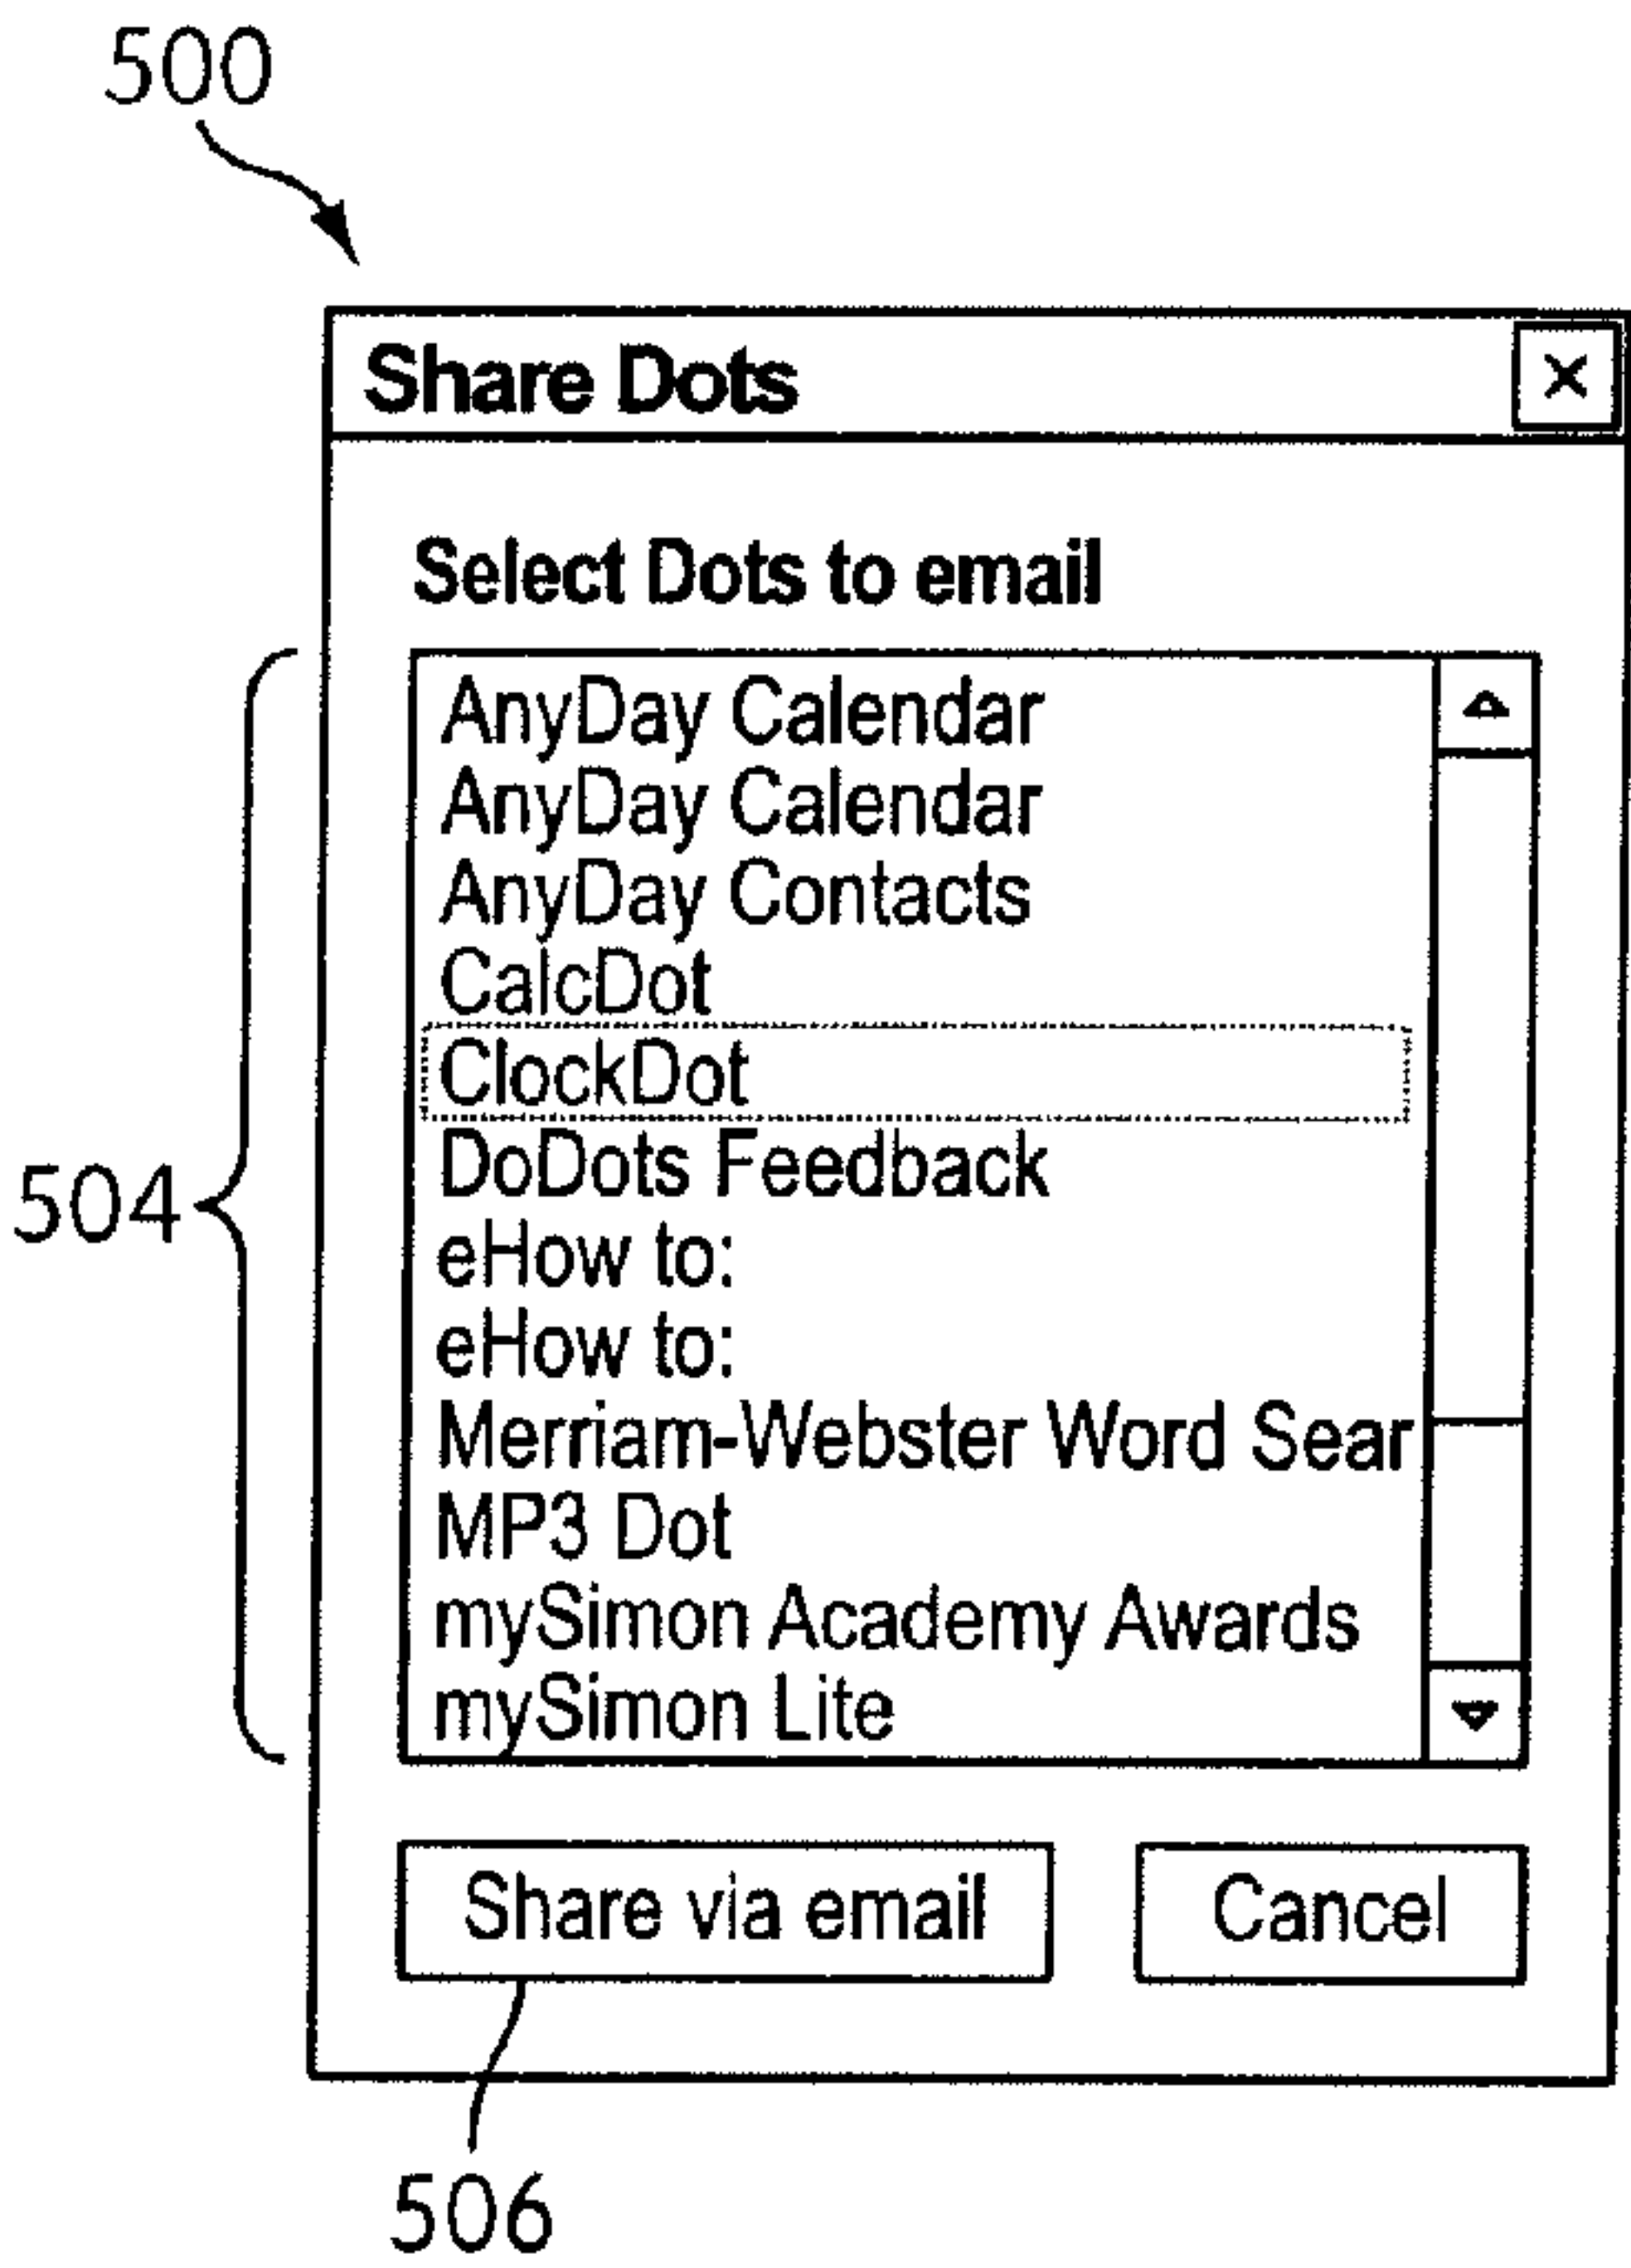 500
Share Dots
Select Dots to email
AnyDay Calendar
AnyDay Calendar
AnyDay Contacts
CalcDot
ClockDot
DoDots Feedback
504
eHow to:
eHow to:
Merriam-Webster Word Sear
MP3 Dot
mySimon Academy Awards
mySimon Lite
Share via email Cancel
506